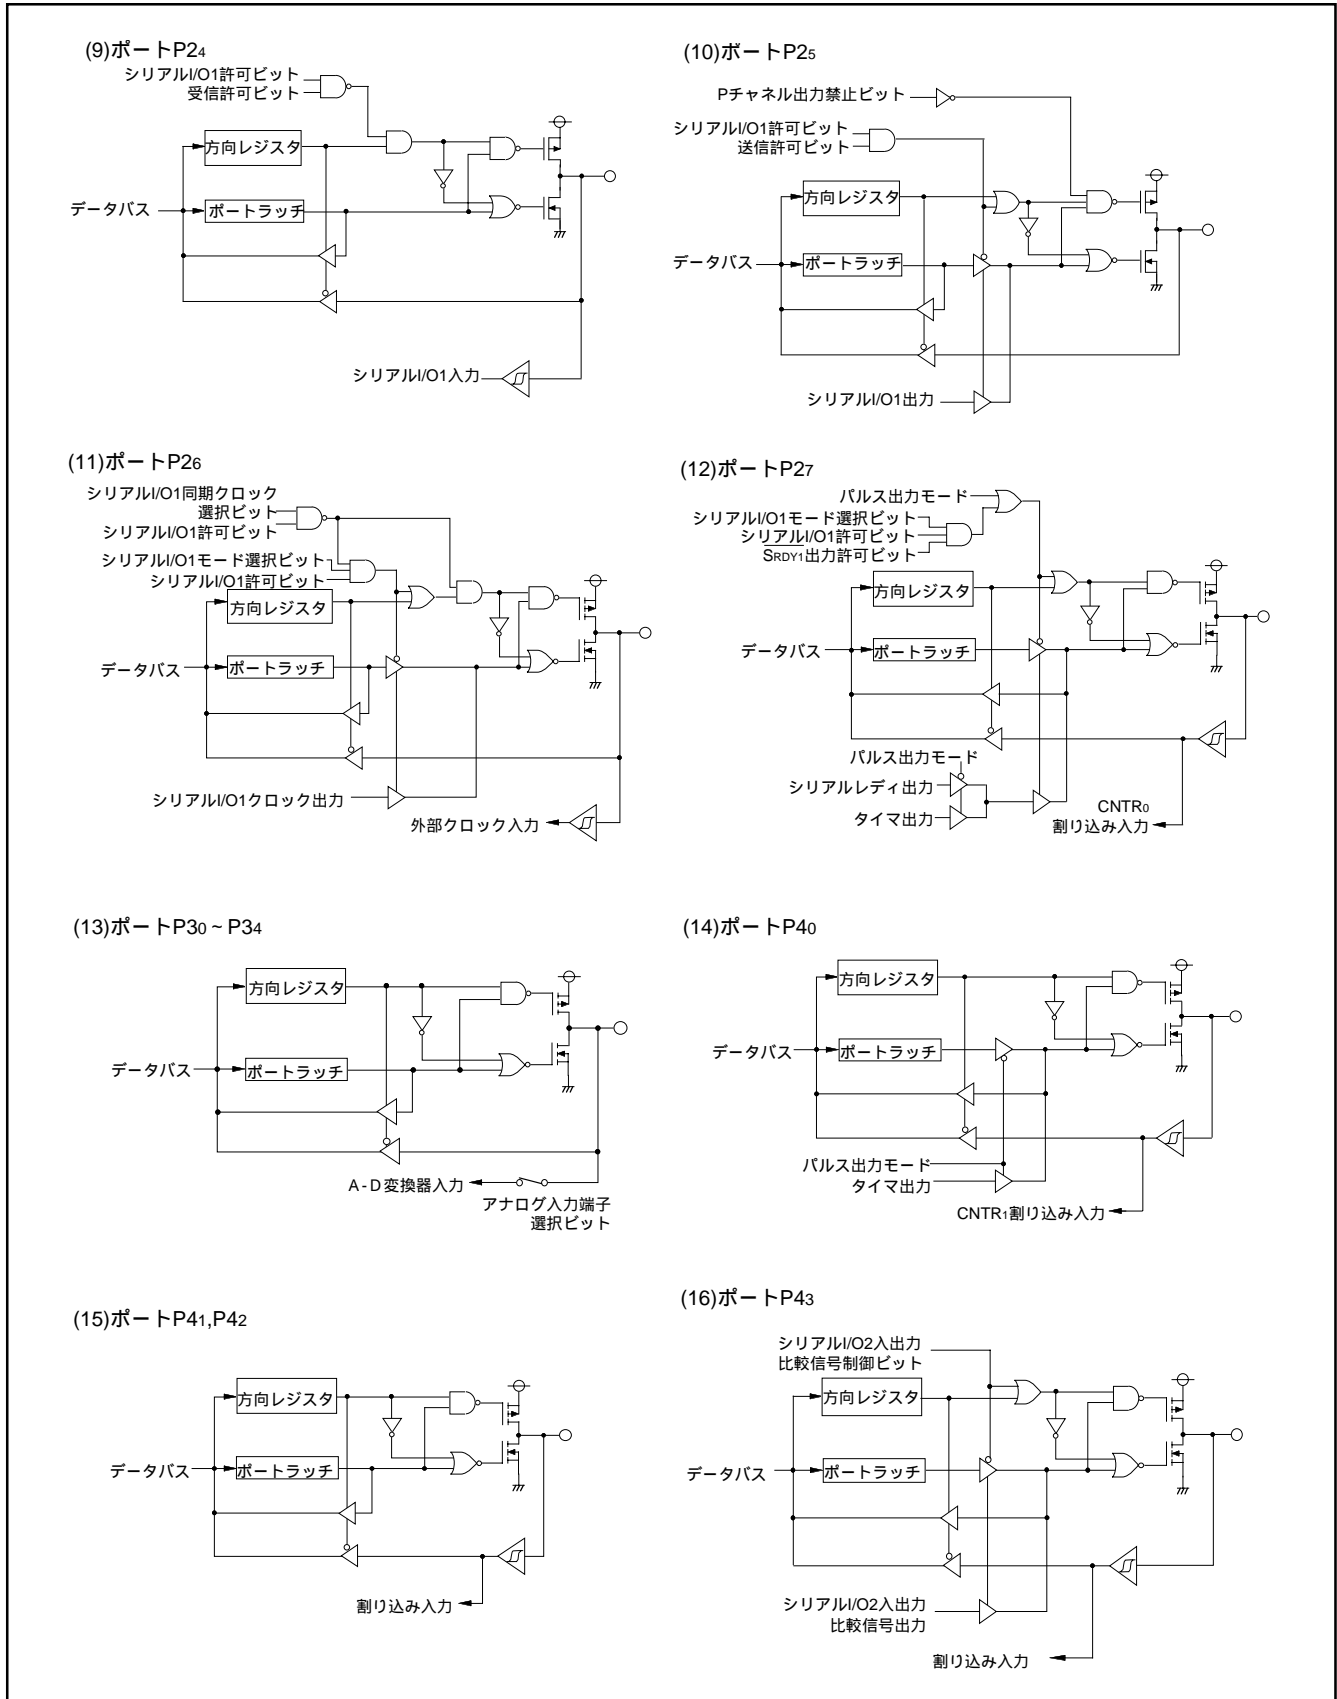 (9)ポートP24
シリアルI/O1許可ビット
受信許可ビット
方向レジスタ
データバス
ポートラッチ
シリアルI/O1入力
(10)ポートP25
Pチャネル出力禁止ビット
シリアルI/O1許可ビット
送信許可ビット
方向レジスタ
データバス
ポートラッチ
シリアルI/O1出力
(11)ポートP26
シリアルI/O1同期クロック
選択ビット
シリアルI/O1許可ビット
シリアルI/O1モード選択ビット
シリアルI/O1許可ビット
方向レジスタ
データバス
ポートラッチ
シリアルI/O1クロック出力
外部クロック入力
(12)ポートP27
パルス出力モード
シリアルI/O1モード選択ビット
シリアルI/O1許可ビット
SRDY1出力許可ビット
方向レジスタ
データバス
ポートラッチ
パルス出力モード
シリアルレディ出力
タイマ出力
CNTR0
割り込み入力
(13)ポートP30 ~ P34
方向レジスタ
データバス
ポートラッチ
A-D変換器入力
アナログ入力端子
選択ビット
(14)ポートP40
方向レジスタ
データバス
ポートラッチ
パルス出力モード
タイマ出力
CNTR1割り込み入力
(15)ポートP41,P42
方向レジスタ
データバス
ポートラッチ
割り込み入力
(16)ポートP43
シリアルI/O2入出力
比較信号制御ビット
方向レジスタ
データバス
ポートラッチ
シリアルI/O2入出力
比較信号出力
割り込み入力